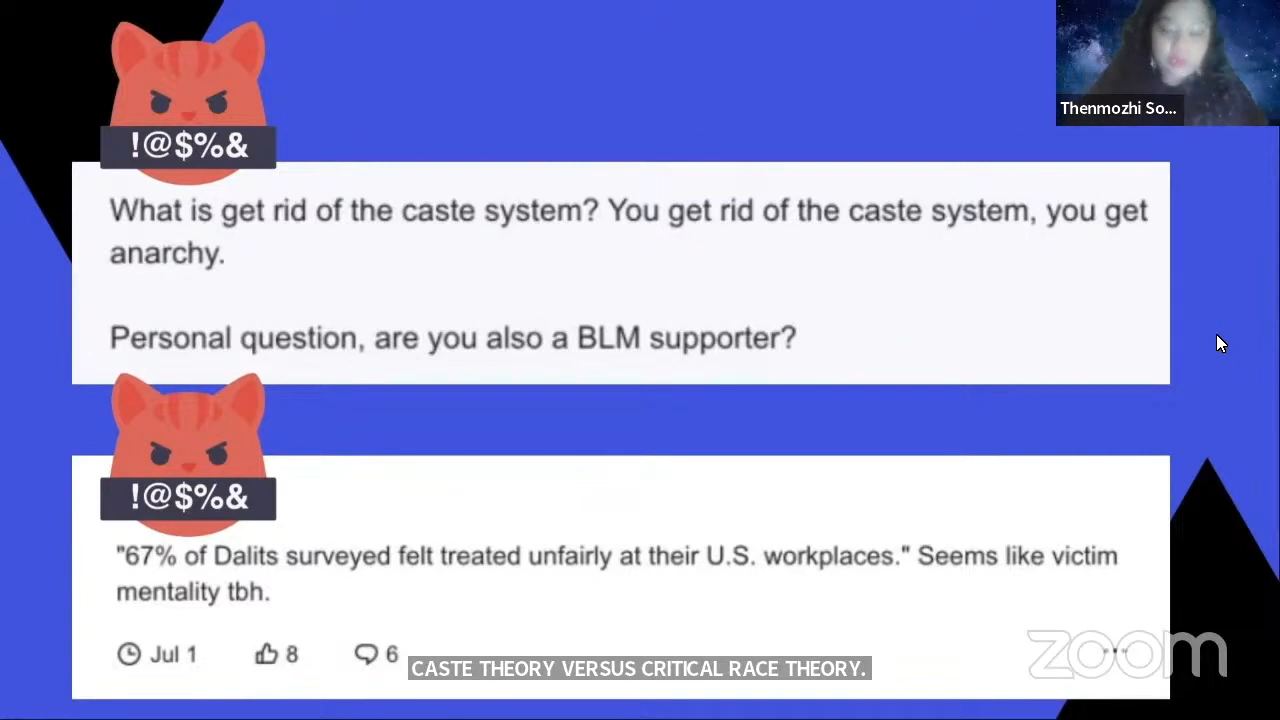 Thenmozhi So...
!@$%&
What is get rid of the caste system? You get rid of the caste system, you get
anarchy.
Personal question, are you also a BLM supporter?
!@$%&
"67% of Dalits surveyed felt treated unfairly at their U.S. workplaces." Seems like victim
mentality tbh.
Jul 1 8 6
CASTE THEORY VERSUS CRITICAL RACE THEORY.
zoom